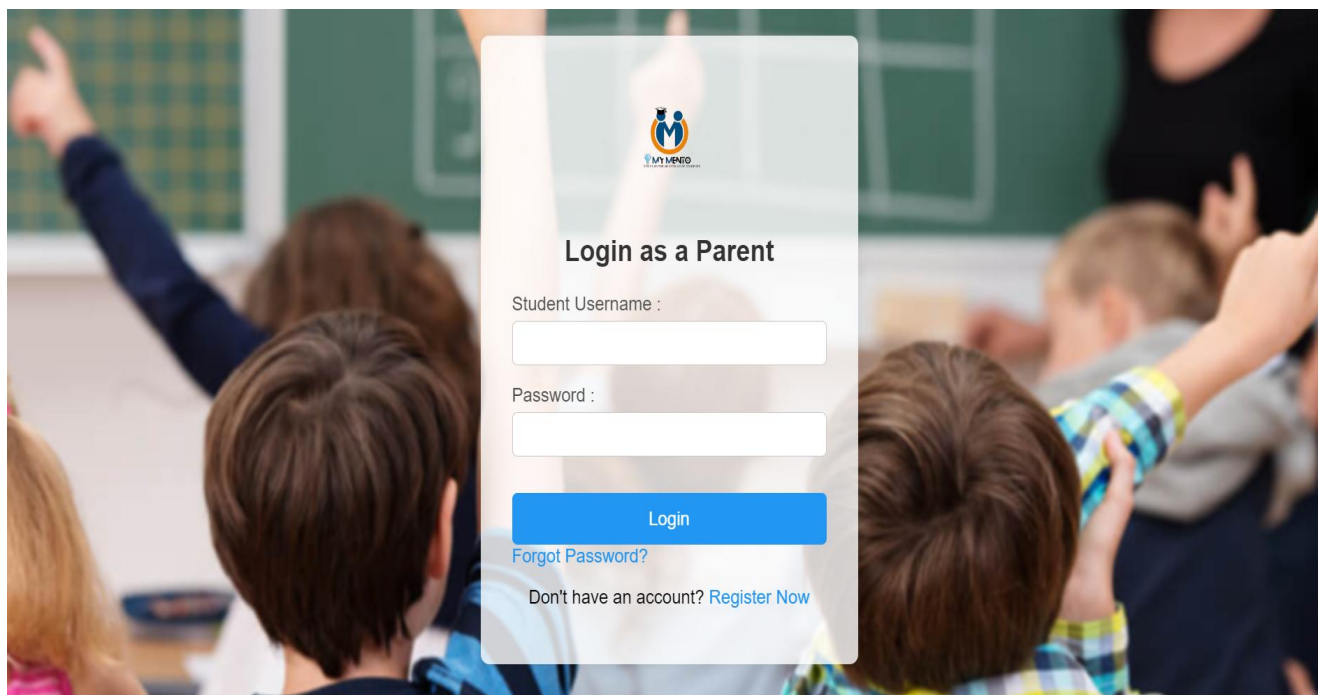 MY MENTO
Login as a Parent
Student Username :
Password :
Login
Forgot Password?
Don't have an account? Register Now